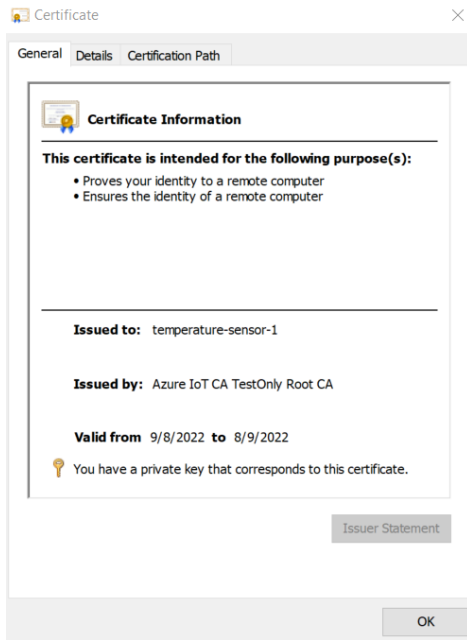 Certificate
General Details Certification Path
Certificate Information
This certificate is intended for the following purpose(s):
• Proves your identity to a remote computer
• Ensures the identity of a remote computer
Issued to: temperature-sensor-1
Issued by: Azure IoT CA TestOnly Root CA
Valid from 9/8/2022 to 8/9/2022
You have a private key that corresponds to this certificate.
Issuer Statement
OK